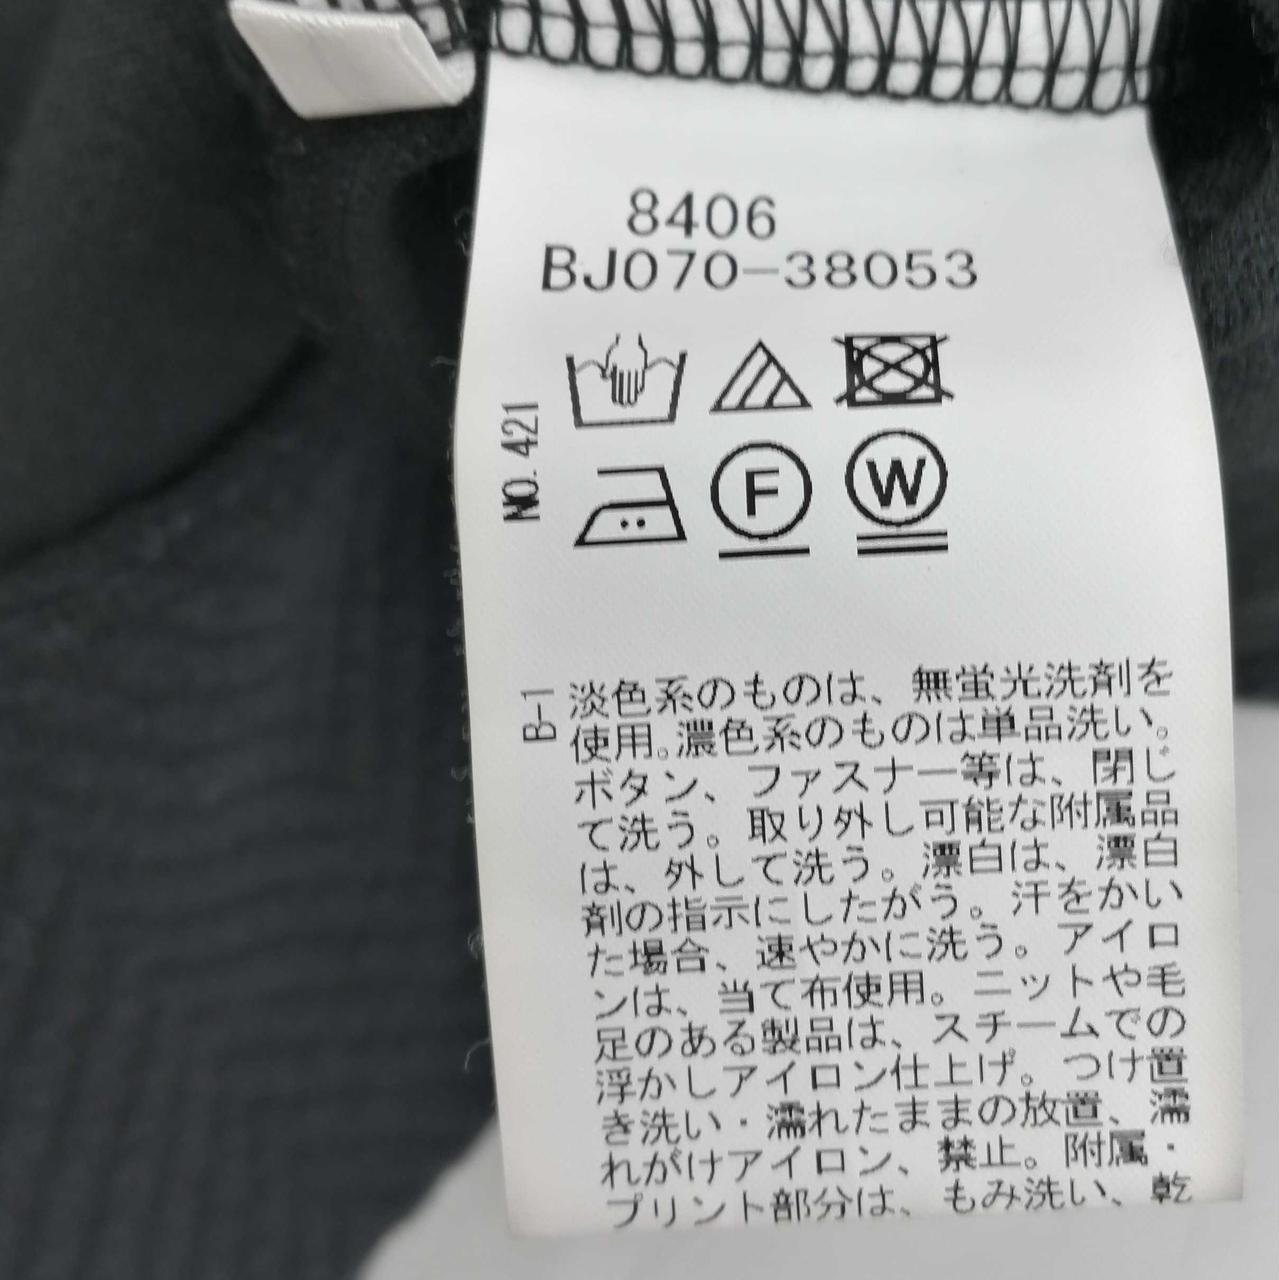 8406
BJ070-38053
NO. 421
F
W
B-1
淡色系のものは、無蛍光洗剤を
使用。濃色系のものは単品洗い。
ボタン、ファスナー等は、閉じ
て洗う。取り外し可能な附属品
は、外して洗う。漂白は、漂白
剤の指示にしたがう。汗をかい
た場合、速やかに洗う。アイロ
ンは、当て布使用。ニットや毛
足のある製品は、スチームでの
浮かしアイロン仕上げ。つけ置
き洗い・濡れたままの放置、濡
れがけアイロン、禁止。附属・
プリント部分は、もみ洗い、乾